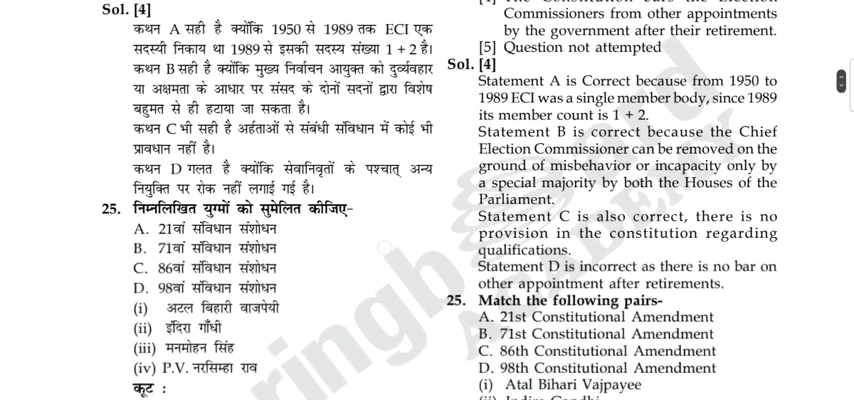 Sol. [4]
कथन A सही है क्योंकि 1950 से 1989 तक ECI एक
सदस्यी निकाय था 1989 से इसकी सदस्य संख्या 1 + 2 है।
कथन B सही है क्योंकि मुख्य निर्वाचन आयुक्त को दुर्व्यवहार
या अक्षमता के आधार पर संसद के दोनों सदनों द्वारा विशेष
बहुमत से ही हटाया जा सकता है।
कथन C भी सही है अर्हताओं से संबंधी संविधान में कोई भी
प्रावधान नहीं है।
कथन D गलत है क्योंकि सेवानिवृतों के पश्चात् अन्य
नियुक्ति पर रोक नहीं लगाई गई है।
25. निम्नलिखित युग्मों को सुमेलित कीजिए–
A. 21वां संविधान संशोधन
B. 71वां संविधान संशोधन
C. 86वां संविधान संशोधन
D. 98वां संविधान संशोधन
(i) अटल बिहारी वाजपेयी
(ii) इंदिरा गाँधी
(iii) मनमोहन सिंह
(iv) P.V. नरसिम्हा राव
कूट :
Commissioners from other appointments
by the government after their retirement.
[5] Question not attempted
Sol. [4]
Statement A is Correct because from 1950 to
1989 ECI was a single member body, since 1989
its member count is 1 + 2.
Statement B is correct because the Chief
Election Commissioner can be removed on the
ground of misbehavior or incapacity only by
a special majority by both the Houses of the
Parliament.
Statement C is also correct, there is no
provision in the constitution regarding
qualifications.
Statement D is incorrect as there is no bar on
other appointment after retirements.
25. Match the following pairs-
A. 21st Constitutional Amendment
B. 71st Constitutional Amendment
C. 86th Constitutional Amendment
D. 98th Constitutional Amendment
(i) Atal Bihari Vajpayee